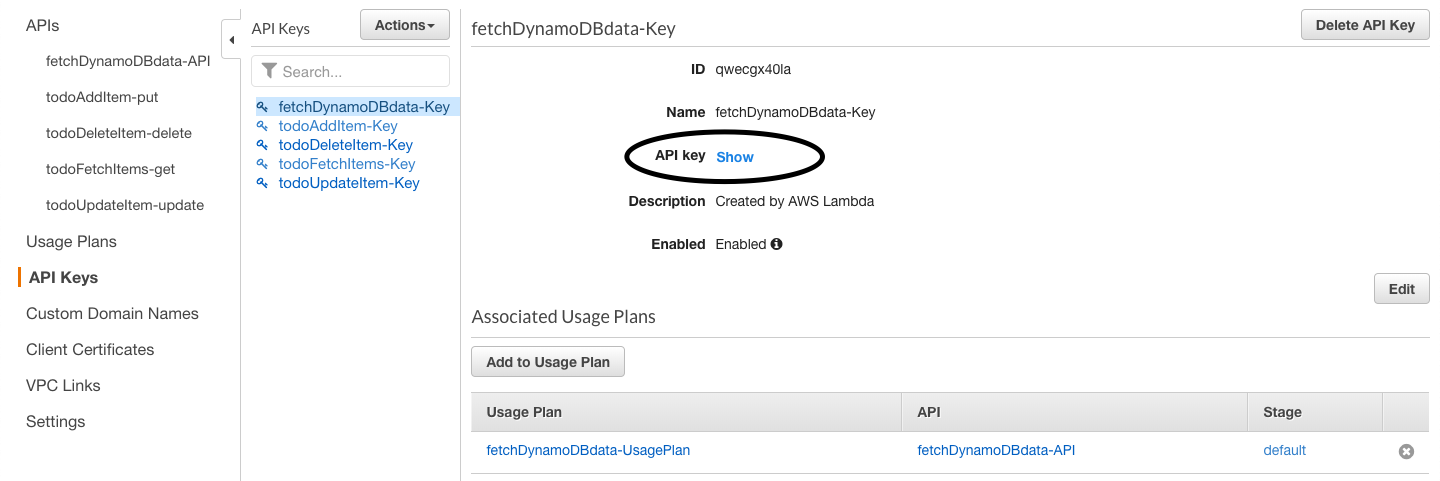 APIs
fetchDynamoDBdata-API
todoAddItem-put
todoDeleteItem-delete
todoFetchItems-get
todoUpdateItem-update
Usage Plans
API Keys
Custom Domain Names
Client Certificates
VPC Links
Settings
API Keys
Actions
Search...
fetchDynamoDBdata-Key
todoAddItem-Key
todoDeleteItem-Key
todoFetchItems-Key
todoUpdateItem-Key
fetchDynamoDBdata-Key
Delete API Key
ID qwecgx40la
Name fetchDynamoDBdata-Key
API key Show
Description Created by AWS Lambda
Enabled Enabled
Edit
Associated Usage Plans
Add to Usage Plan
Usage Plan API Stage
fetchDynamoDBdata-UsagePlan fetchDynamoDBdata-API default